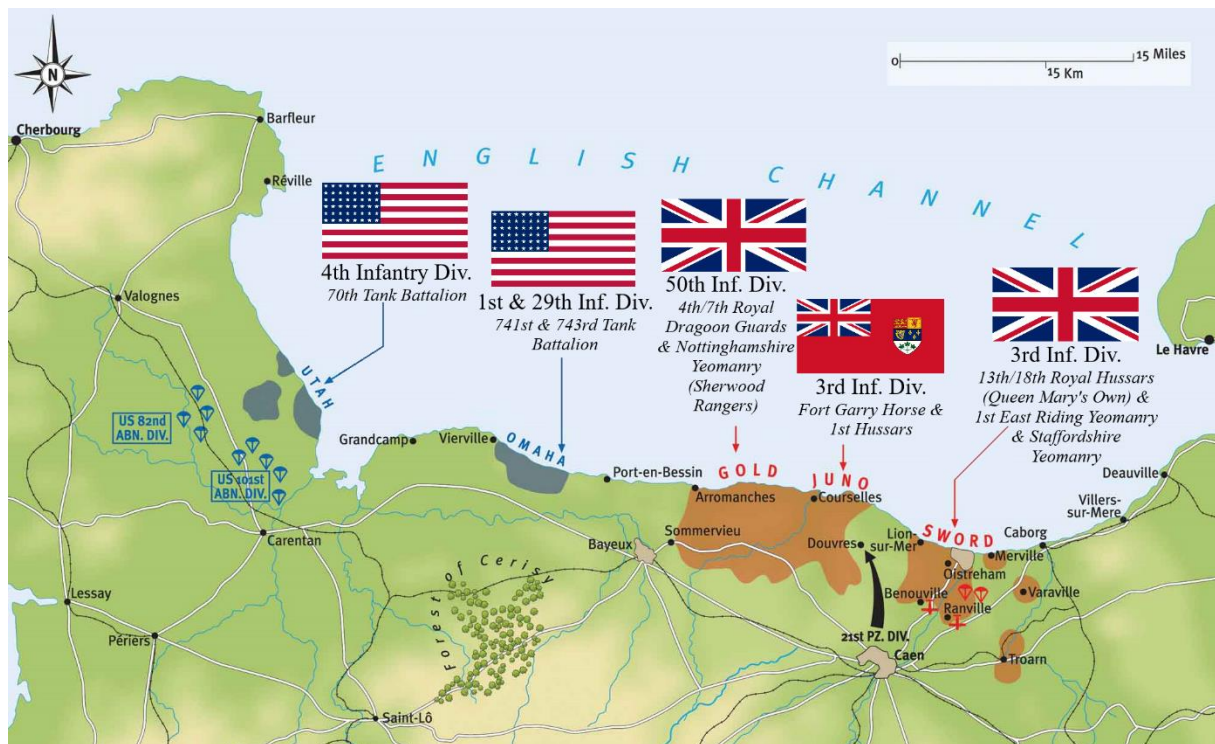 N
0
15 Miles
15 Km
Cherbourg
Barfleur
Réville
Valognes
ENGLISH CHANNEL
4th Infantry Div.
70th Tank Battalion
1st & 29th Inf. Div.
741st & 743rd Tank
Battalion
50th Inf. Div.
4th/7th Royal
Dragoon Guards
& Nottinghamshire
Yeomanry
(Sherwood
Rangers)
3rd Inf. Div.
Fort Garry Horse &
1st Hussars
3rd Inf. Div.
13th/18th Royal Hussars
(Queen Mary's Own) &
1st East Riding Yeomanry
& Staffordshire
Yeomanry
Le Havre
UTAH
US 82nd
ABN. DIV.
US 101st
ABN. DIV.
Grandcamp
Vierville
OMAHA
Port-en-Bessin
GOLD
Arromanches
JUNO
Courselles
Deauville
Villers-
sur-Mere
Carentan
Sommervieu
Bayeux
Douvres
Lion-
sur-Mer
SWORD
Caborg
Merville
Oistreham
Benouville
Ranville
Varaville
Lessay
Périers
Forest of Cerisy
21st PZ. DIV.
Caen
Troarn
Saint-Lô